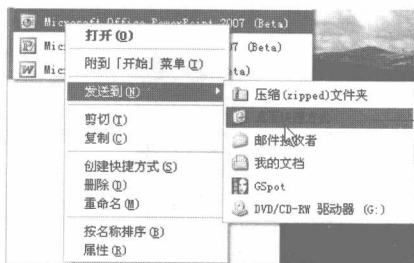 Microsoft Office PowerPoint 2007 (Beta)
打开(O)
Mic
07 (Beta)
附到「开始」菜单(I)
Mic
ta)
发送到(N)
压缩(zipped)文件夹
剪切(T)
复制(C)
邮件接收者
我的文档
创建快捷方式(S)
删除(D)
GSpot
重命名(M)
DVD/CD-RW 驱动器 (G:)
按名称排序(B)
属性(R)